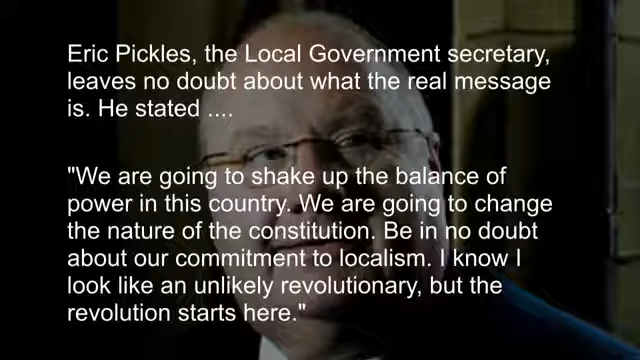 Eric Pickles, the Local Government secretary,
leaves no doubt about what the real message
is. He stated ....
"We are going to shake up the balance of
power in this country. We are going to change
the nature of the constitution. Be in no doubt
about our commitment to localism. I know I
look like an unlikely revolutionary, but the
revolution starts here."